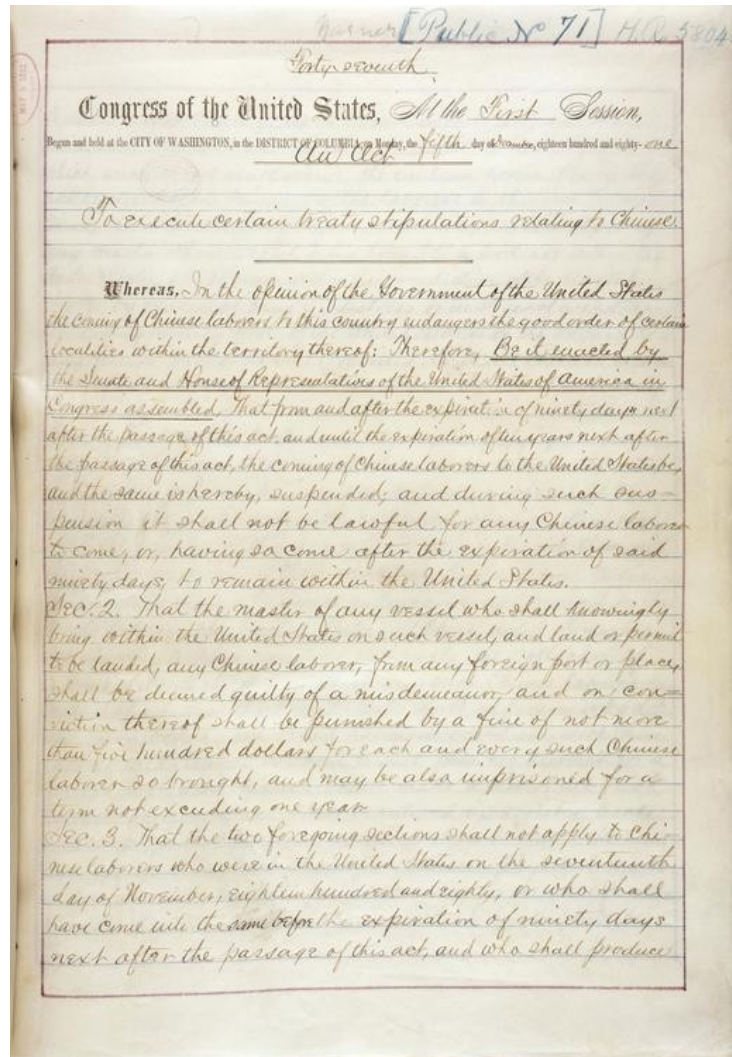 [Public No 71] H.R. 5804
Forty-seventh
Congress of the United States, At the First Session,
Begun and held at the CITY OF WASHINGTON, in the DISTRICT OF COLUMBIA, on Monday, the fifth day of December, eighteen hundred and eighty-one
An Act
To execute certain treaty stipulations relating to Chinese.
Whereas, In the opinion of the Government of the United States
the coming of Chinese laborers to this country endangers the good order of certain
localities within the territory thereof: Therefore, Be it enacted by
the Senate and House of Representatives of the United States of America in
Congress assembled, That from and after the expiration of ninety days next
after the passage of this act, and until the expiration of ten years next after
the passage of this act, the coming of Chinese laborers to the United States be,
and the same is hereby, suspended; and during such sus=
pension it shall not be lawful for any Chinese laborer
to come, or, having so come after the expiration of said
ninety days, to remain within the United States.
Sec. 2. That the master of any vessel who shall knowingly
bring within the United States on such vessel, and land or permit
to be landed, any Chinese laborer, from any foreign port or place,
shall be deemed guilty of a misdemeanor, and on con=
viction thereof shall be punished by a fine of not more
than five hundred dollars for each and every such Chinese
laborer so brought, and may be also imprisoned for a
term not exceeding one year.
Sec. 3. That the two foregoing sections shall not apply to Chi
nese laborers who were in the United States on the seventeenth
day of November, eighteen hundred and eighty, or who shall
have come into the same before the expiration of ninety days
next after the passage of this act, and who shall produce